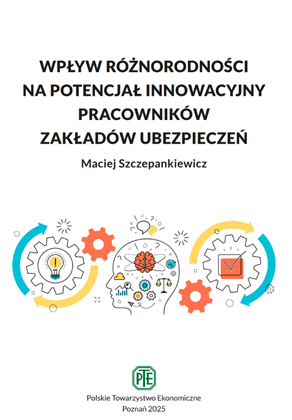 WPŁYW RÓŻNORODNOŚCI
NA POTENCJAŁ INNOWACYJNY
PRACOWNIKÓW
ZAKŁADÓW UBEZPIECZEŃ
Maciej Szczepankiewicz
PTE
Polskie Towarzystwo Ekonomiczne
Poznań 2025